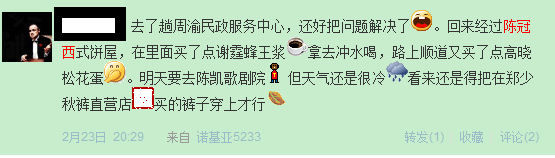 去了趟周渝民政服务中心，还好把问题解决了。回来经过陈冠
西式饼屋，在里面买了点谢霆蜂王浆拿去冲水喝，路上顺道又买了点高晓
松花蛋。明天要去陈凯歌剧院但天气还是很冷看来还是得把在郑少
秋裤直营店买的裤子穿上才行
2月23日 20:29 来自 诺基亚5233 转发(1) 收藏 评论(2)